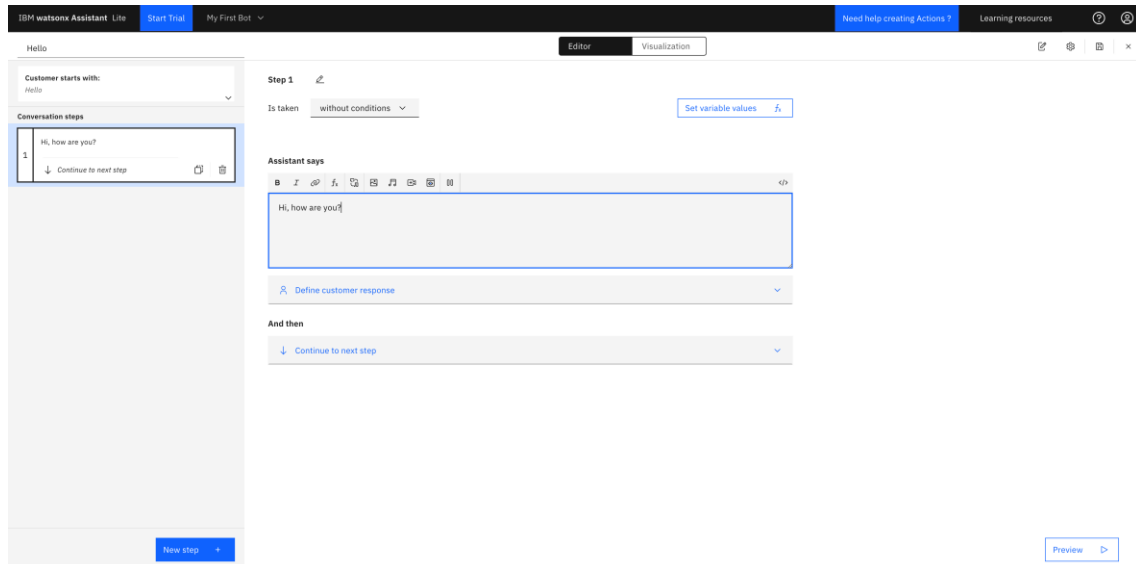 IBM watsonx Assistant Lite Start Trial My First Bot Need help creating Actions ? Learning resources
Hello Editor Visualization
Customer starts with:
Hello
Conversation steps
1 Hi, how are you?
Continue to next step
New step +
Step 1
Is taken without conditions Set variable values fx
Assistant says
B I fx </>
Hi, how are you?
Define customer response
And then
Continue to next step
Preview